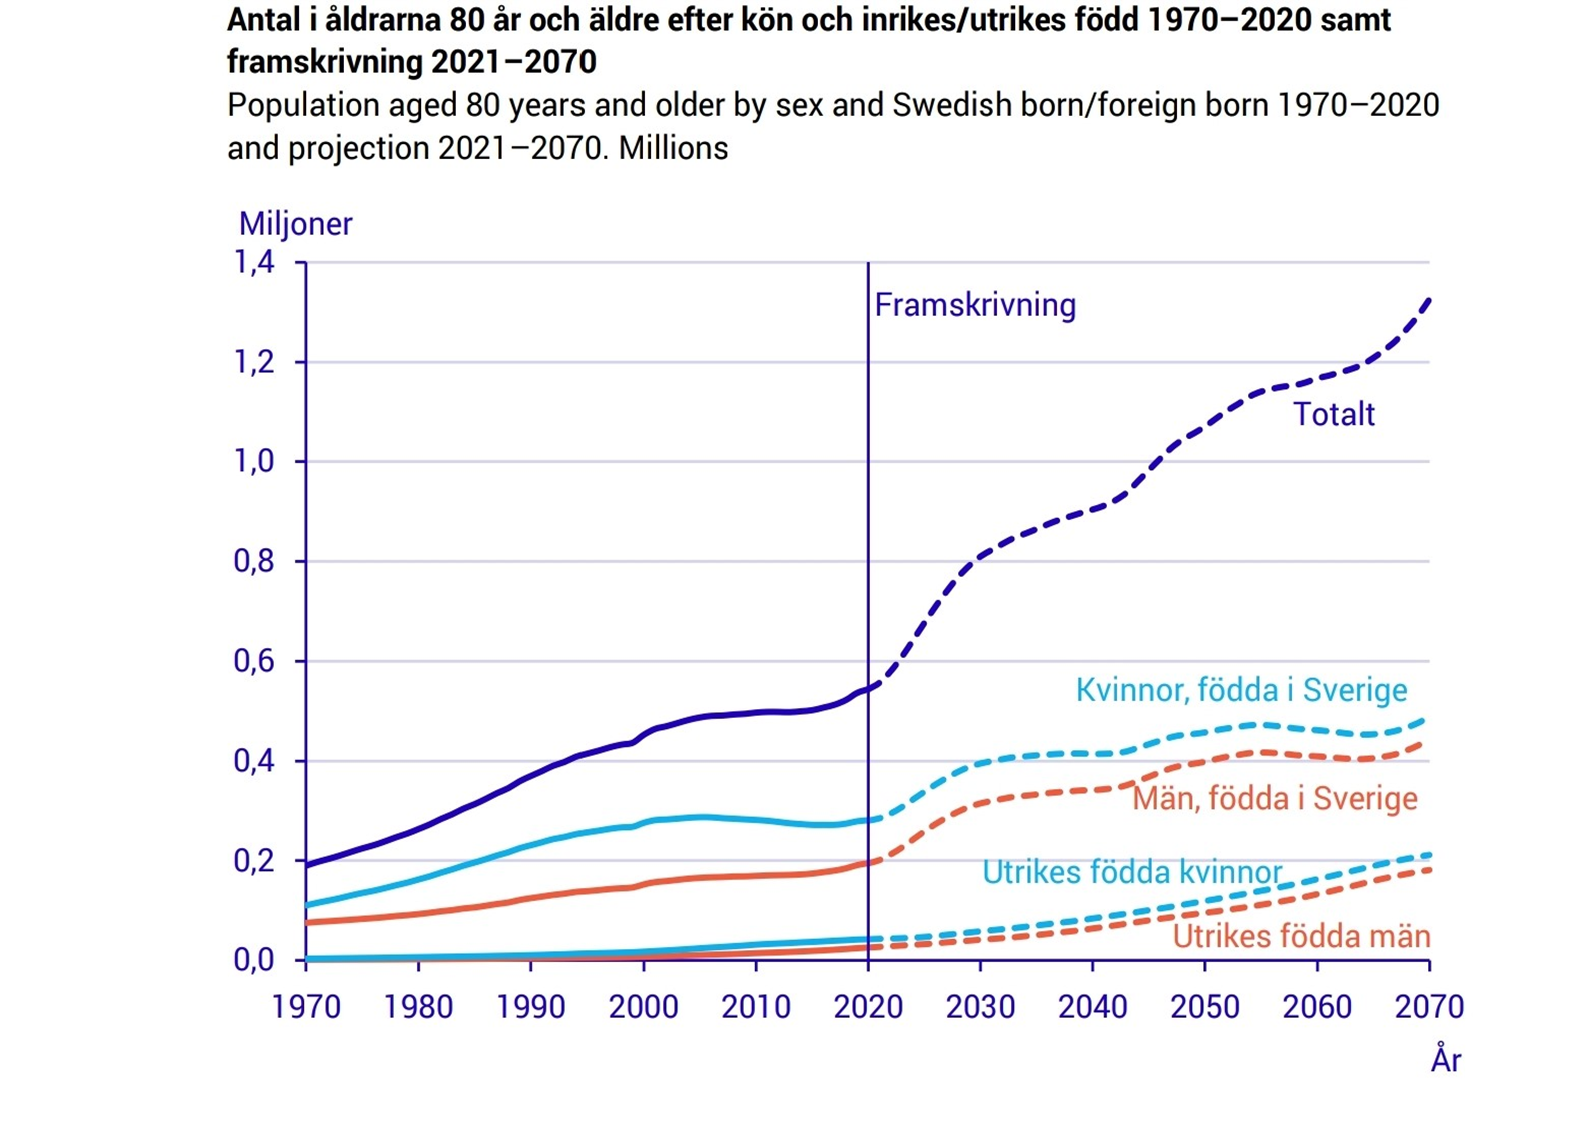 Antal i åldrarna 80 år och äldre efter kön och inrikes/utrikes född 1970–2020 samt
framskrivning 2021–2070
Population aged 80 years and older by sex and Swedish born/foreign born 1970–2020
and projection 2021–2070. Millions
Miljoner
1,4
Framskrivning
1,2
Totalt
1,0
0,8
0,6
Kvinnor, födda i Sverige
0,4
Män, födda i Sverige
0,2
Utrikes födda kvinnor
Utrikes födda män
0,0
1970 1980 1990 2000 2010 2020 2030 2040 2050 2060 2070
År